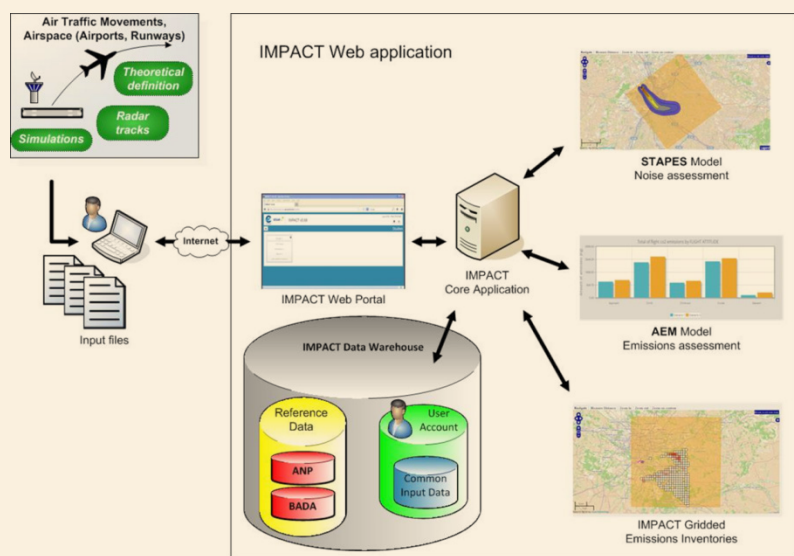 Air Traffic Movements,
Airspace (Airports, Runways)
Theoretical
definition
Radar
tracks
Simulations
Internet
Input files
IMPACT Web application
IMPACT Web Portal
IMPACT
Core Application
STAPES Model
Noise assessment
AEM Model
Emissions assessment
IMPACT Gridded
Emissions Inventories
IMPACT Data Warehouse
Reference
Data
ANP
BADA
User
Account
Common
Input Data